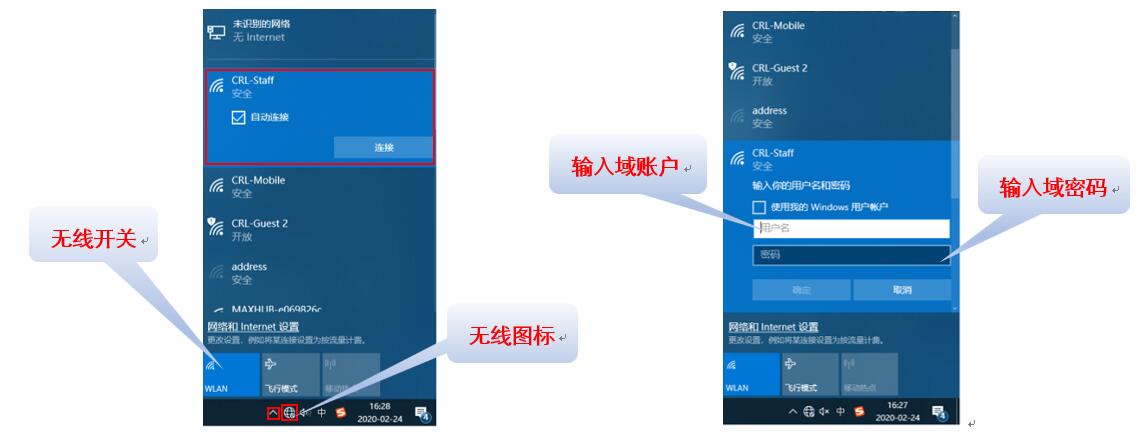 未识别的网络
无 Internet
CRL-Staff
安全
自动连接
连接
CRL-Mobile
安全
CRL-Guest 2
开放
address
安全
MAXHUB-e069826c
网络和 Internet 设置
更改设置,例如将某连接设置为按流量计费。
WLAN
飞行模式
移动热点
中
16:28
2020-02-24
4
无线开关
无线图标
CRL-Mobile
安全
CRL-Guest 2
开放
address
安全
CRL-Staff
安全
输入你的用户名和密码
使用我的 Windows 用户帐户
用户名
密码
确定
取消
网络和 Internet 设置
更改设置,例如将某连接设置为按流量计费。
WLAN
飞行模式
移动热点
中
16:27
2020-02-24
4
输入域账户
输入域密码